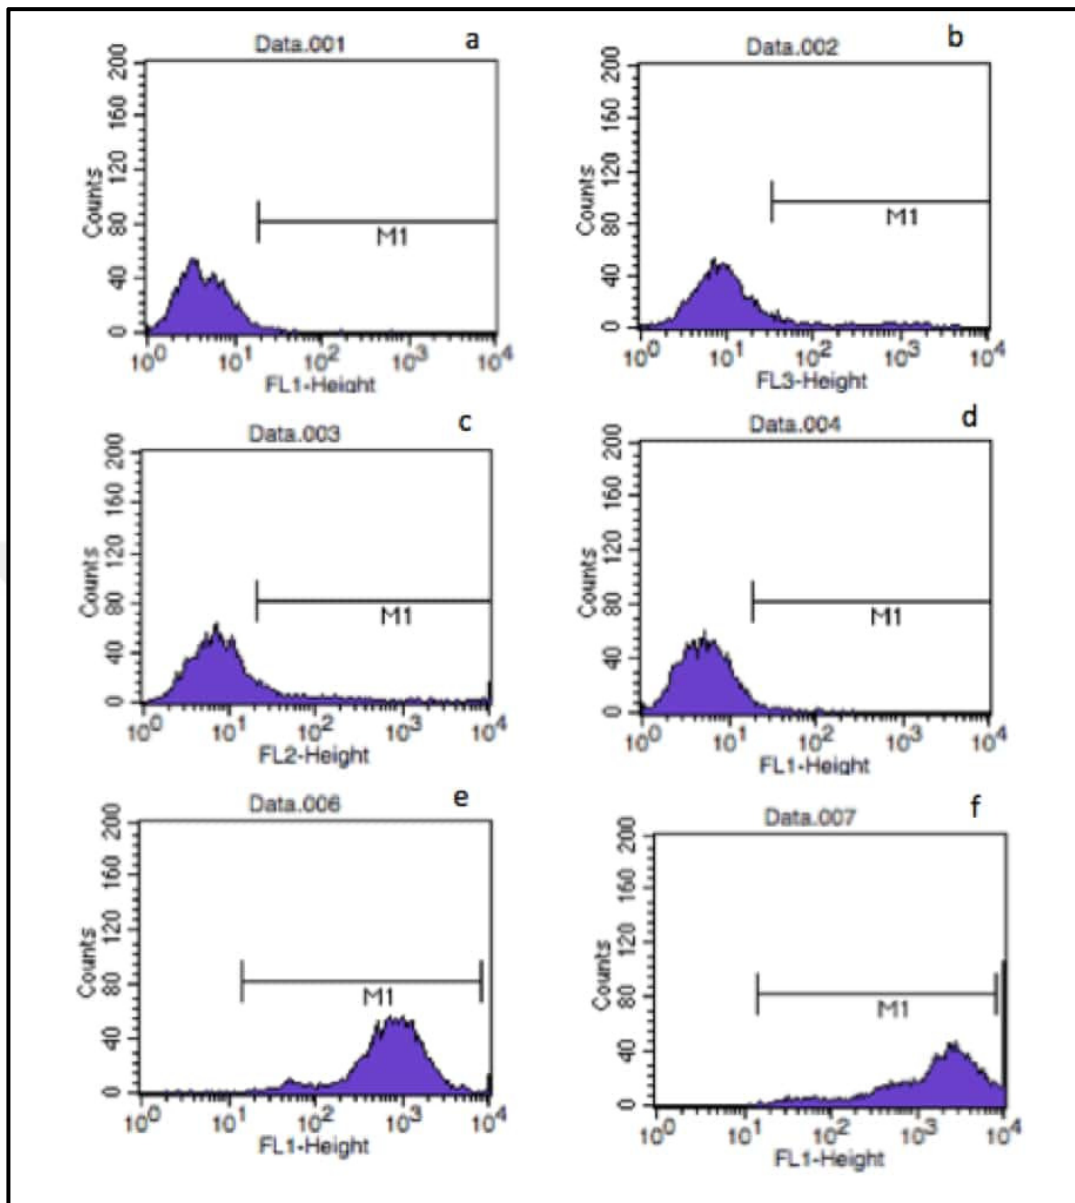 Data.001
a
200
160
120
80
40
0
Counts
M1
10^0 10^1 10^2 10^3 10^4
FL1-Height
Data.002
b
200
160
120
80
40
0
Counts
M1
10^0 10^1 10^2 10^3 10^4
FL3-Height
Data.003
c
200
160
120
80
40
0
Counts
M1
10^0 10^1 10^2 10^3 10^4
FL2-Height
Data.004
d
200
160
120
80
40
0
Counts
M1
10^0 10^1 10^2 10^3 10^4
FL1-Height
Data.006
e
200
160
120
80
40
0
Counts
M1
10^0 10^1 10^2 10^3 10^4
FL1-Height
Data.007
f
200
160
120
80
40
0
Counts
M1
10^0 10^1 10^2 10^3 10^4
FL1-Height